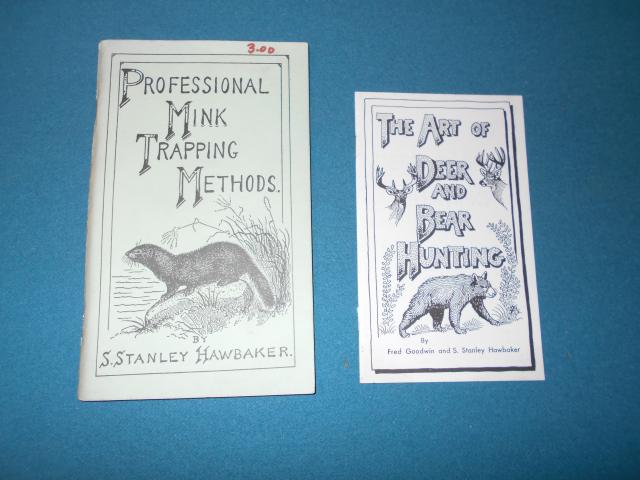 3.00
PROFESSIONAL
MINK
TRAPPING
METHODS.
BY
S. STANLEY HAWBAKER.
THE ART OF
DEER
AND
BEAR
HUNTING
By
Fred Goodwin and S. Stanley Hawbaker